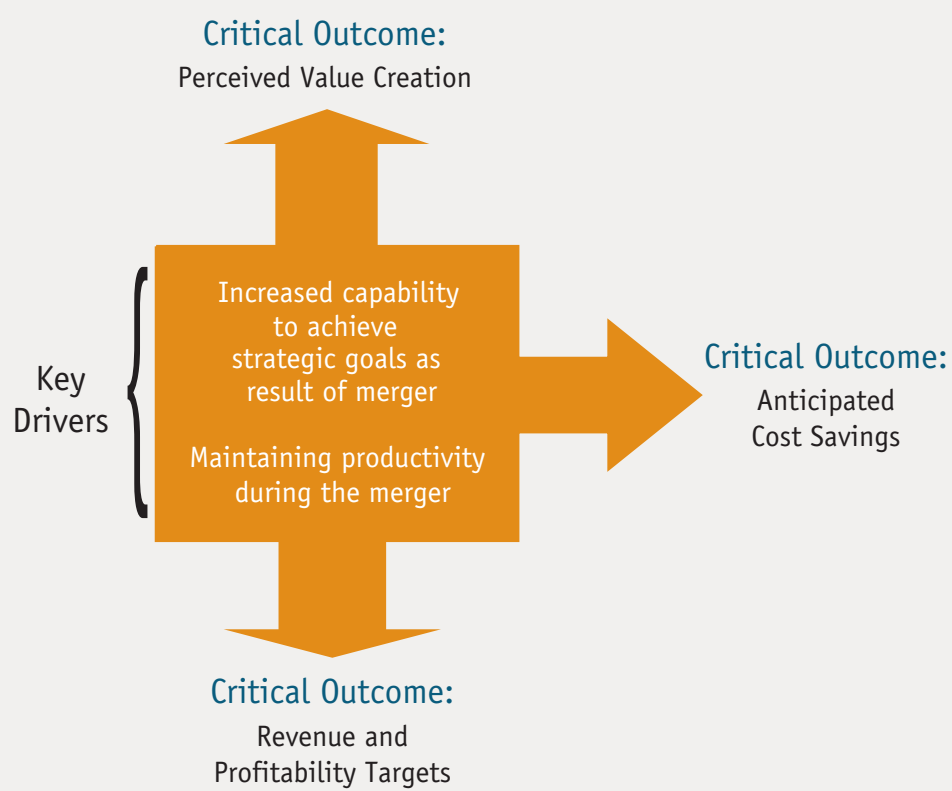 Critical Outcome:
Perceived Value Creation
Key
Drivers
Increased capability
to achieve
strategic goals as
result of merger
Maintaining productivity
during the merger
Critical Outcome:
Anticipated
Cost Savings
Critical Outcome:
Revenue and
Profitability Targets